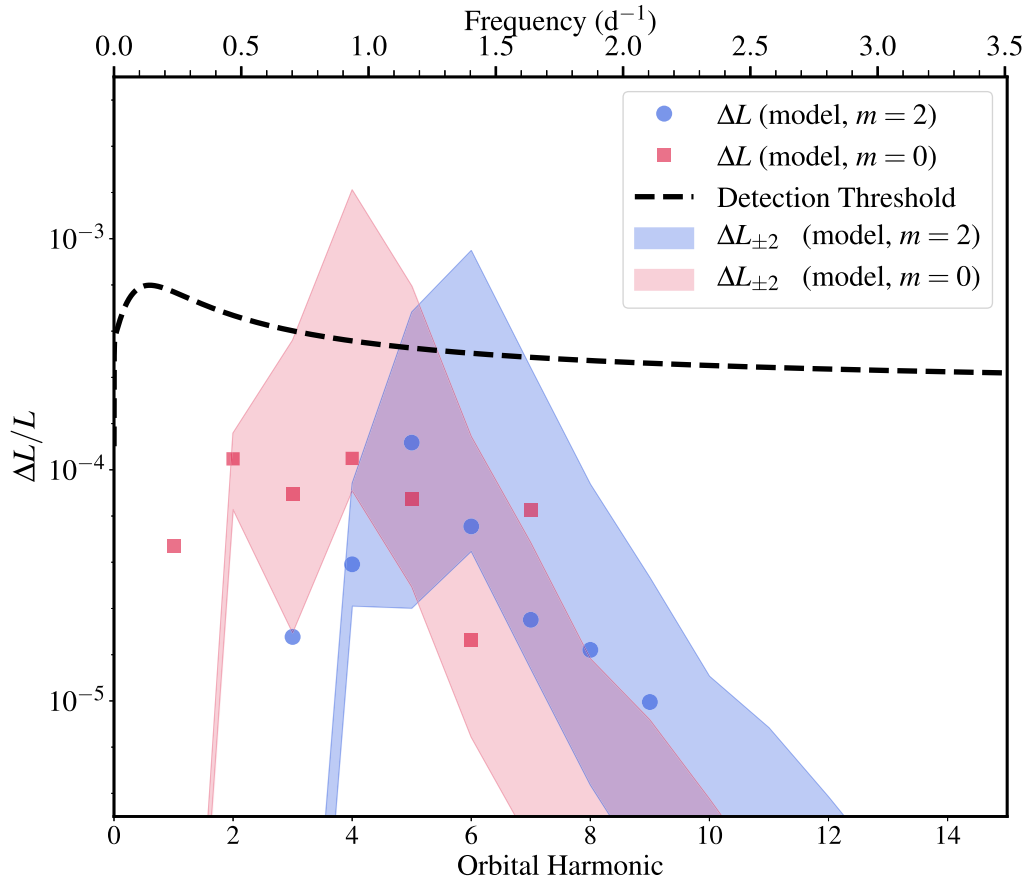 Frequency (d⁻¹)
0.0 0.5 1.0 1.5 2.0 2.5 3.0 3.5
ΔL (model, m = 2)
ΔL (model, m = 0)
Detection Threshold
ΔL±2 (model, m = 2)
ΔL±2 (model, m = 0)
10⁻³
10⁻⁴
10⁻⁵
ΔL/L
0 2 4 6 8 10 12 14
Orbital Harmonic